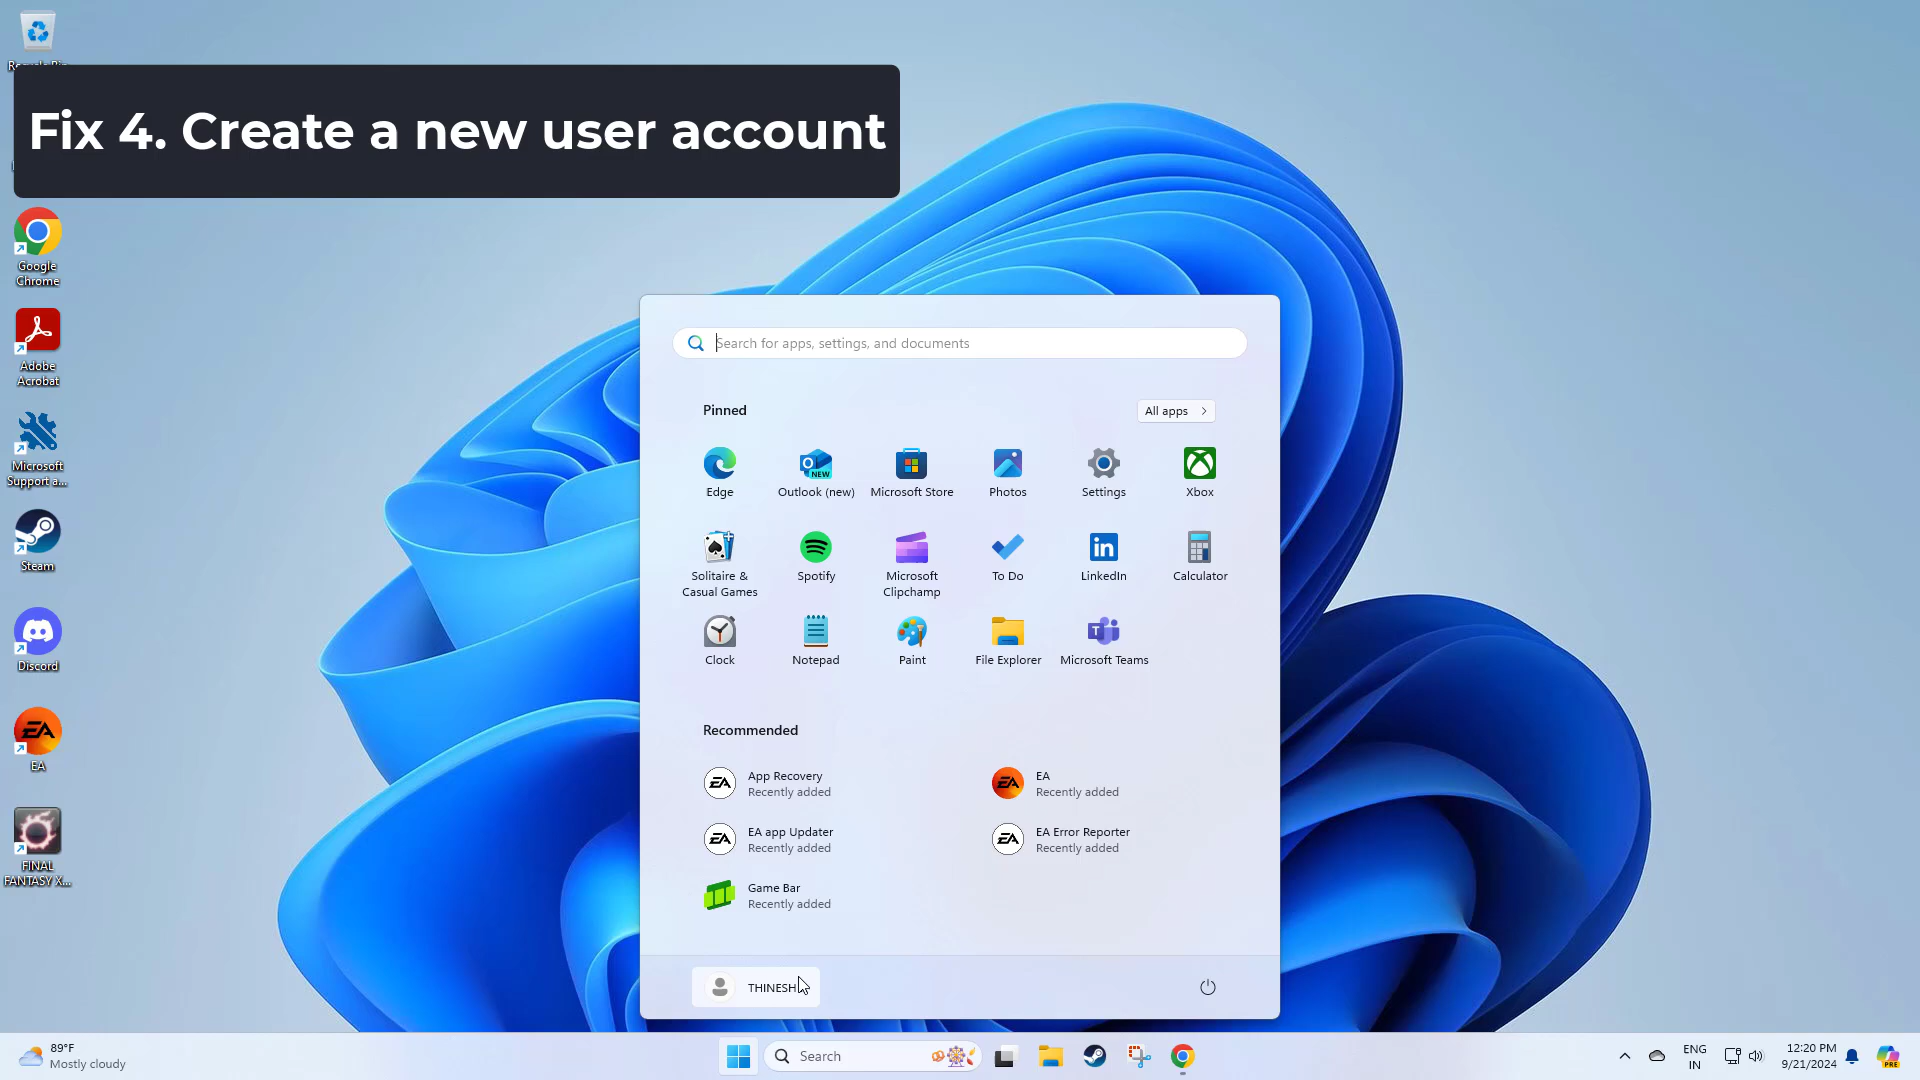 Fix 4. Create a new user account
Google
Chrome
Adobe
Acrobat
Microsoft
Support a...
Steam
Discord
EA
FINAL
FANTASY X...
Search for apps, settings, and documents
Pinned
All apps
Edge
Outlook (new)
Microsoft Store
Photos
Settings
Xbox
Solitaire &
Casual Games
Spotify
Microsoft
Clipchamp
To Do
LinkedIn
Calculator
Clock
Notepad
Paint
File Explorer
Microsoft Teams
Recommended
App Recovery
Recently added
EA
Recently added
EA app Updater
Recently added
EA Error Reporter
Recently added
Game Bar
Recently added
THINESH
89°F
Mostly cloudy
Search
ENG
IN
12:20 PM
9/21/2024
PRE